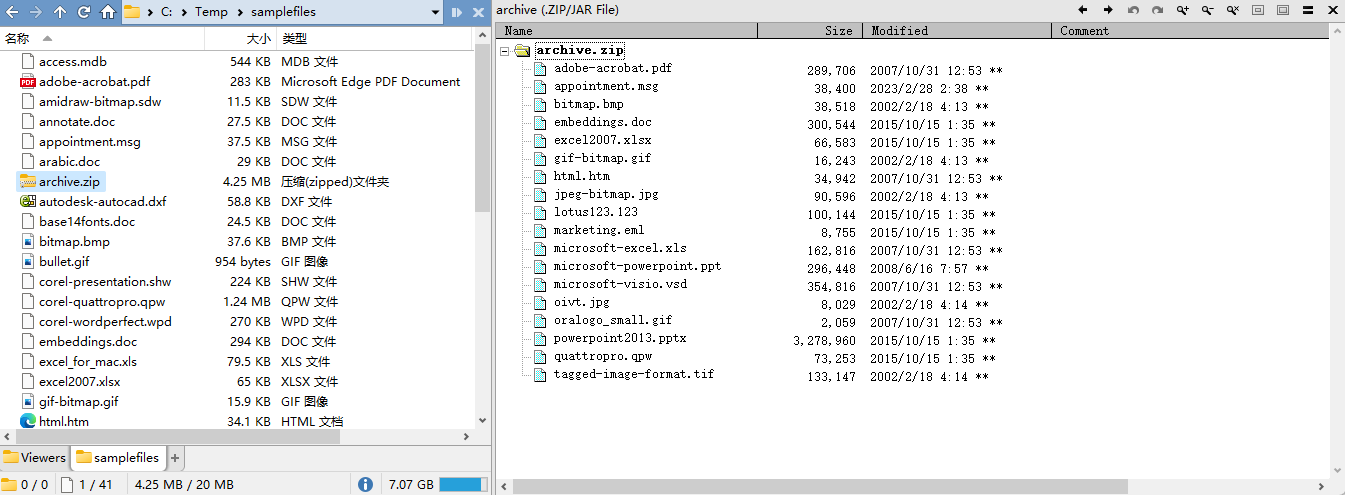 C: Temp samplefiles
名称 大小 类型
access.mdb 544 KB MDB 文件
adobe-acrobat.pdf 283 KB Microsoft Edge PDF Document
amidraw-bitmap.sdw 11.5 KB SDW 文件
annotate.doc 27.5 KB DOC 文件
appointment.msg 37.5 KB MSG 文件
arabic.doc 29 KB DOC 文件
archive.zip 4.25 MB 压缩(zipped)文件夹
autodesk-autocad.dxf 58.8 KB DXF 文件
base14fonts.doc 24.5 KB DOC 文件
bitmap.bmp 37.6 KB BMP 文件
bullet.gif 954 bytes GIF 图像
corel-presentation.shw 224 KB SHW 文件
corel-quattropro.qpw 1.24 MB QPW 文件
corel-wordperfect.wpd 270 KB WPD 文件
embeddings.doc 294 KB DOC 文件
excel_for_mac.xls 79.5 KB XLS 文件
excel2007.xlsx 65 KB XLSX 文件
gif-bitmap.gif 15.9 KB GIF 图像
html.htm 34.1 KB HTML 文档
Viewers samplefiles +
0 / 0 1 / 41 4.25 MB / 20 MB 7.07 GB
archive (.ZIP/JAR File)
Name Size Modified Comment
archive.zip
adobe-acrobat.pdf 289,706 2007/10/31 12:53 **
appointment.msg 38,400 2023/2/28 2:38 **
bitmap.bmp 38,518 2002/2/18 4:13 **
embeddings.doc 300,544 2015/10/15 1:35 **
excel2007.xlsx 66,583 2015/10/15 1:35 **
gif-bitmap.gif 16,243 2002/2/18 4:13 **
html.htm 34,942 2007/10/31 12:53 **
jpeg-bitmap.jpg 90,596 2002/2/18 4:13 **
lotus123.123 100,144 2015/10/15 1:35 **
marketing.eml 8,755 2015/10/15 1:35 **
microsoft-excel.xls 162,816 2007/10/31 12:53 **
microsoft-powerpoint.ppt 296,448 2008/6/16 7:57 **
microsoft-visio.vsd 354,816 2007/10/31 12:53 **
oivt.jpg 8,029 2002/2/18 4:14 **
oralogo_small.gif 2,059 2007/10/31 12:53 **
powerpoint2013.pptx 3,278,960 2015/10/15 1:35 **
quattropro.qpw 73,253 2015/10/15 1:35 **
tagged-image-format.tif 133,147 2002/2/18 4:14 **